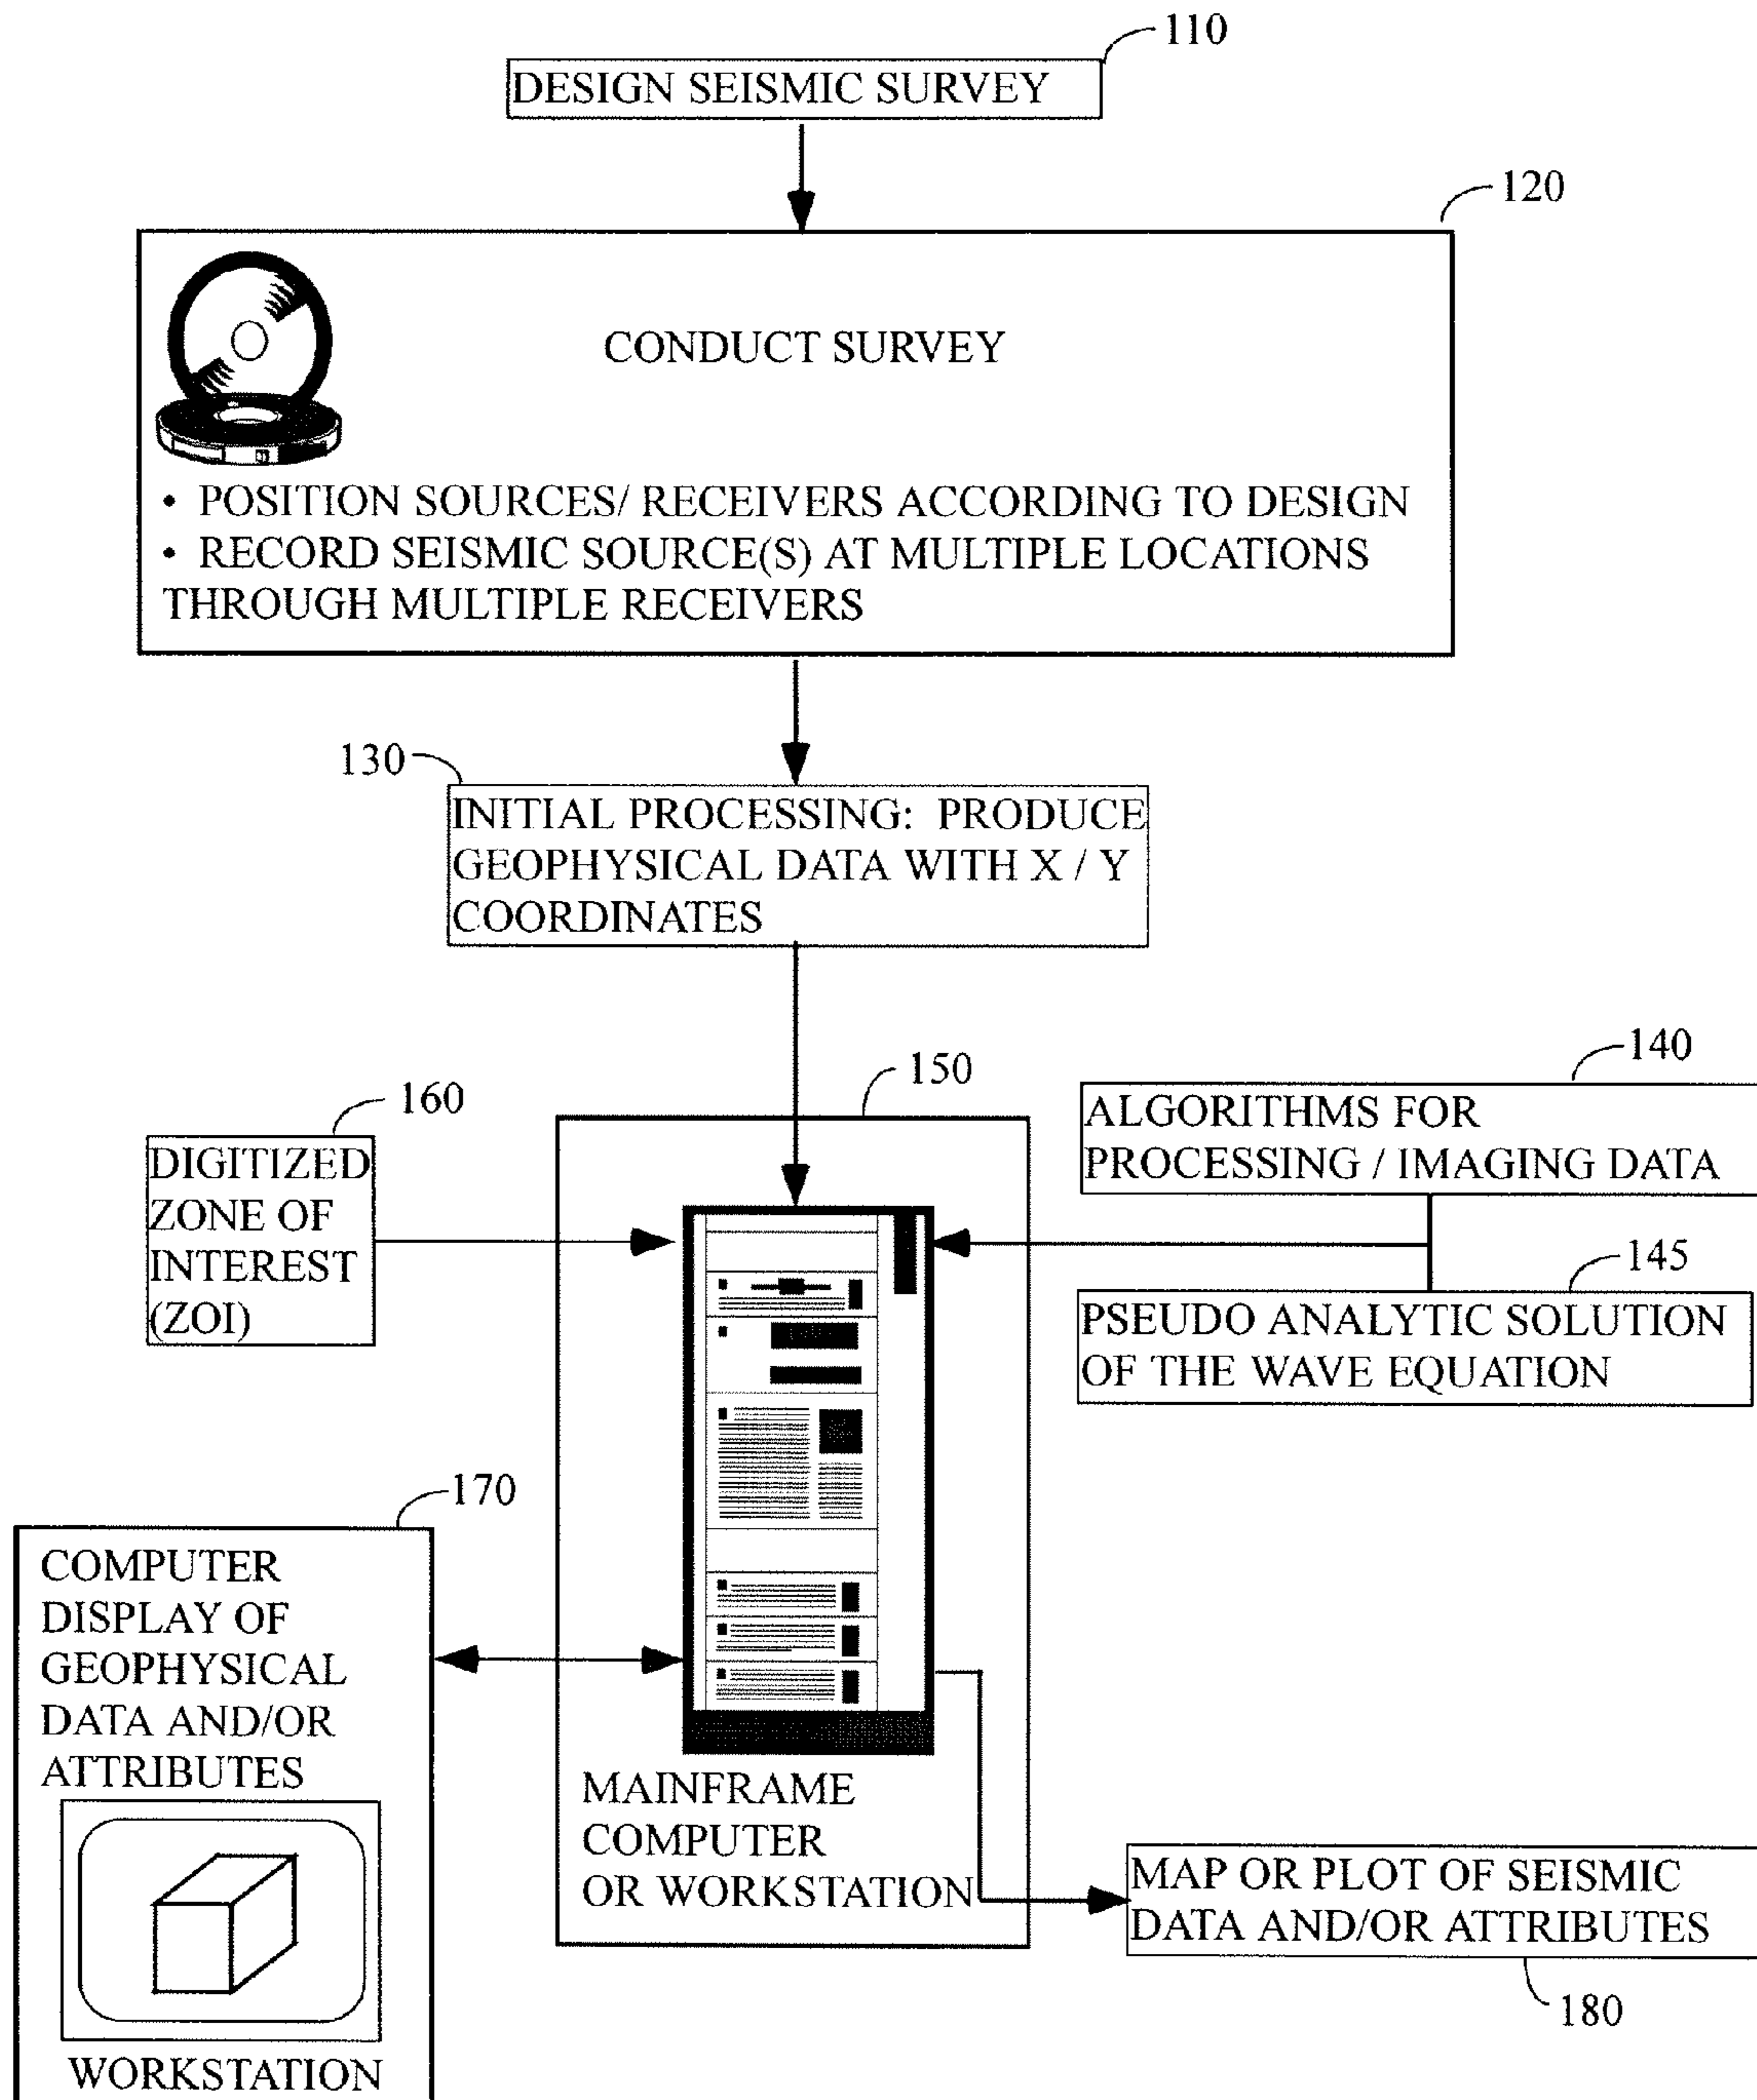 110
DESIGN SEISMIC SURVEY
120
CONDUCT SURVEY
• POSITION SOURCES/ RECEIVERS ACCORDING TO DESIGN
• RECORD SEISMIC SOURCE(S) AT MULTIPLE LOCATIONS
THROUGH MULTIPLE RECEIVERS
130
INITIAL PROCESSING: PRODUCE
GEOPHYSICAL DATA WITH X / Y
COORDINATES
140
ALGORITHMS FOR
PROCESSING / IMAGING DATA
145
PSEUDO ANALYTIC SOLUTION
OF THE WAVE EQUATION
150
MAINFRAME
COMPUTER
OR WORKSTATION
160
DIGITIZED
ZONE OF
INTEREST
(ZOI)
170
COMPUTER
DISPLAY OF
GEOPHYSICAL
DATA AND/OR
ATTRIBUTES
WORKSTATION
MAP OR PLOT OF SEISMIC
DATA AND/OR ATTRIBUTES
180